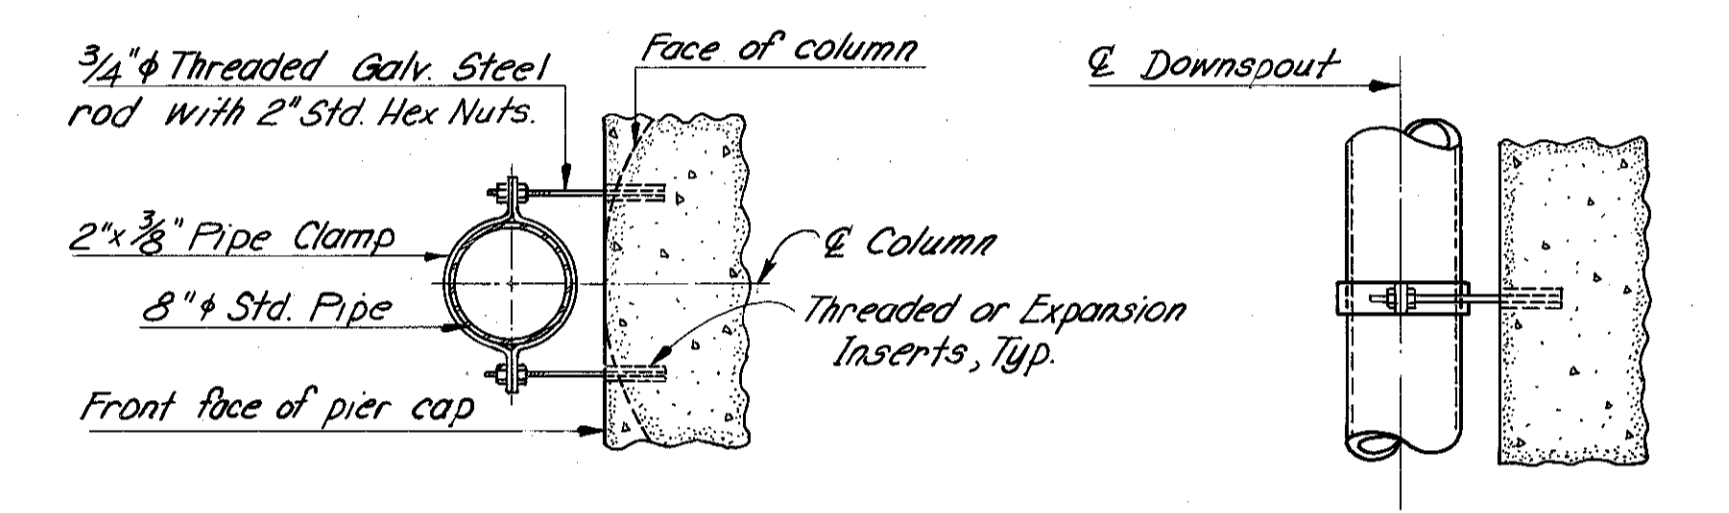 3/4"ϕ Threaded Galv. Steel
rod with 2" Std. Hex Nuts.
Face of column
℄ Downspout
2"x 3/8" Pipe Clamp
℄ Column
8"ϕ Std. Pipe
Threaded or Expansion
Inserts, Typ.
Front face of pier cap